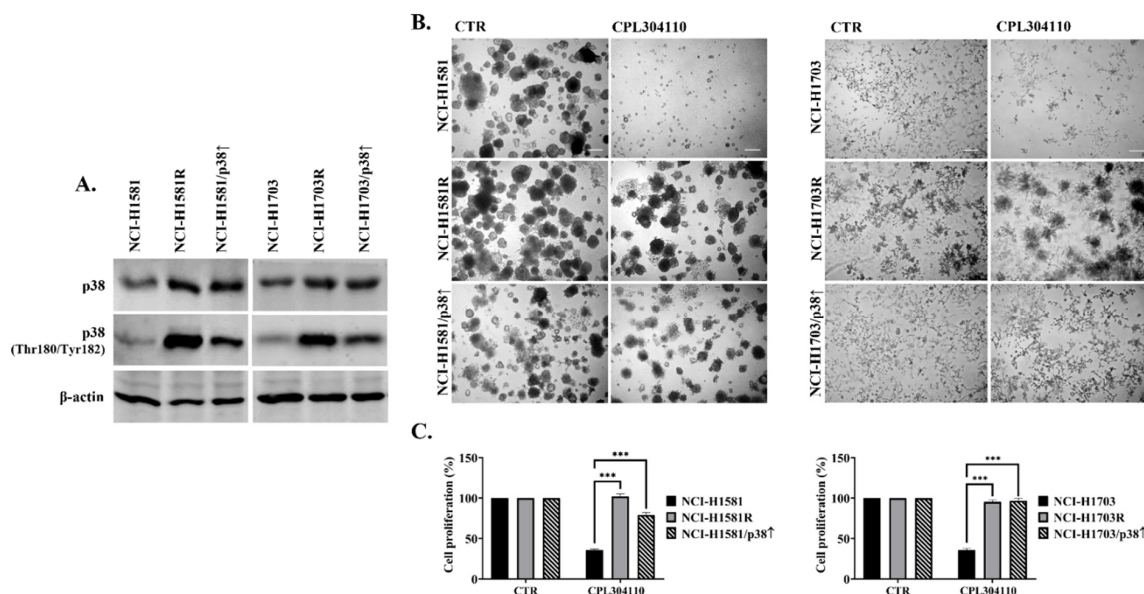 A.
NCI-H1581
NCI-H1581R
NCI-H1581/p38↑
NCI-H1703
NCI-H1703R
NCI-H1703/p38↑
p38
p38
(Thr180/Tyr182)
β-actin
B.
CTR
CPL304110
NCI-H1581
NCI-H1581R
NCI-H1581/p38↑
CTR
CPL304110
NCI-H1703
NCI-H1703R
NCI-H1703/p38↑
C.
Cell proliferation (%)
150
100
50
0
***
***
CTR
CPL304110
NCI-H1581
NCI-H1581R
NCI-H1581/p38↑
Cell proliferation (%)
150
100
50
0
***
***
CTR
CPL304110
NCI-H1703
NCI-H1703R
NCI-H1703/p38↑